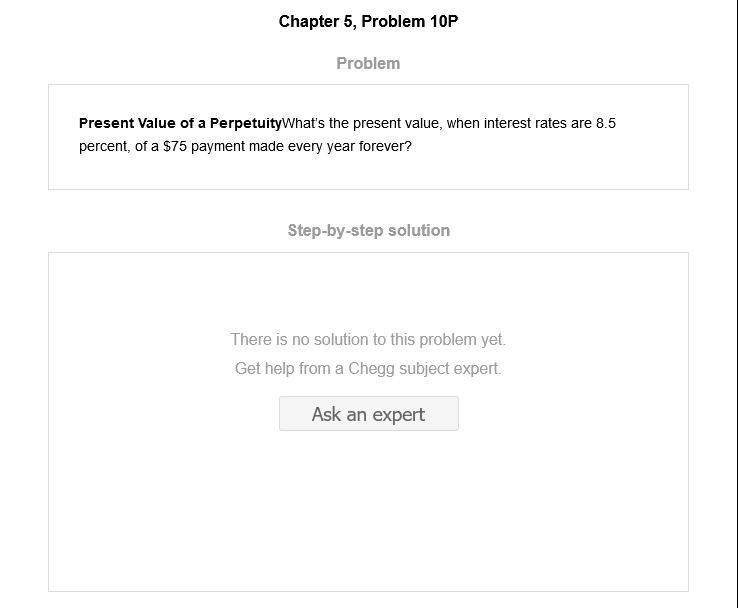 Chapter 5, Problem 10P
Problem
Present Value of a PerpetuityWhat's the present value, when interest rates are 8.5
percent, of a $75 payment made every year forever?
Step-by-step solution
There is no solution to this problem yet.
Get help from a Chegg subject expert.
Ask an expert